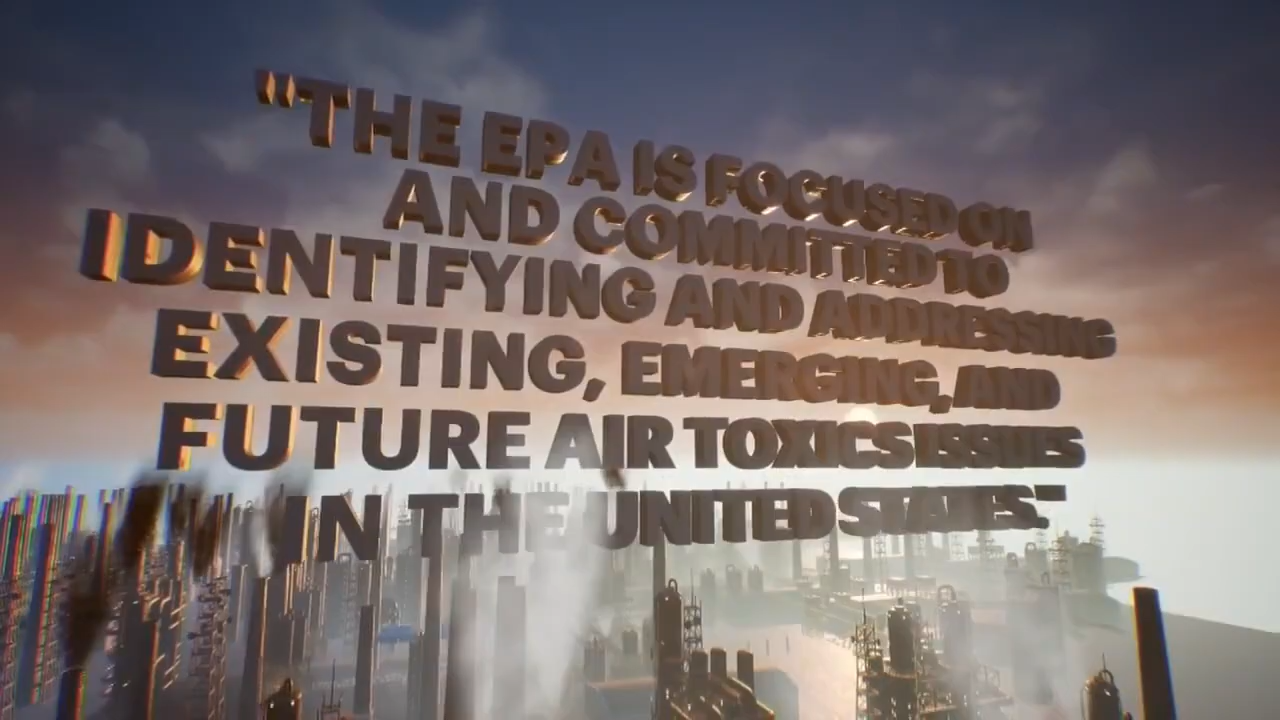 "THE EPA IS FOCUSED ON
AND COMMITTED TO
IDENTIFYING AND ADDRESSING
EXISTING, EMERGING, AND
FUTURE AIR TOXICS ISSUES
IN THE UNITED STATES."